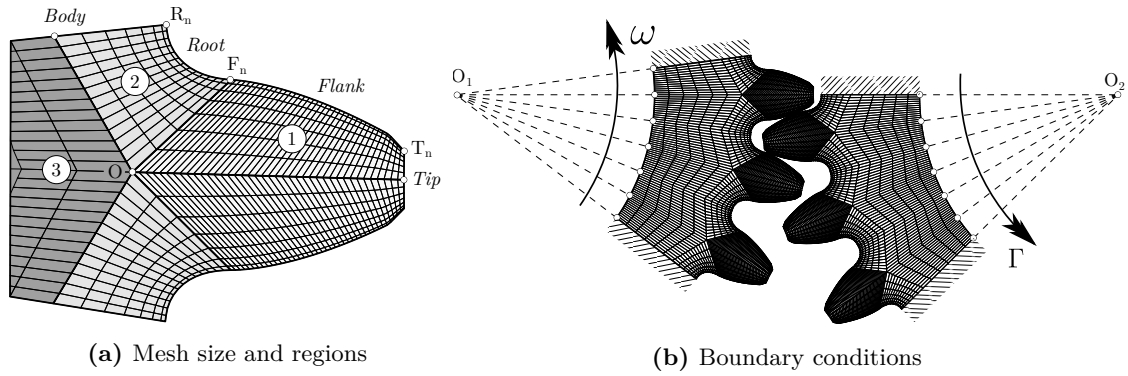 Body
Rₙ
Root
Fₙ
Flank
②
①
③
O
Tₙ
Tip
(a) Mesh size and regions
ω
O₁
O₂
Γ
(b) Boundary conditions